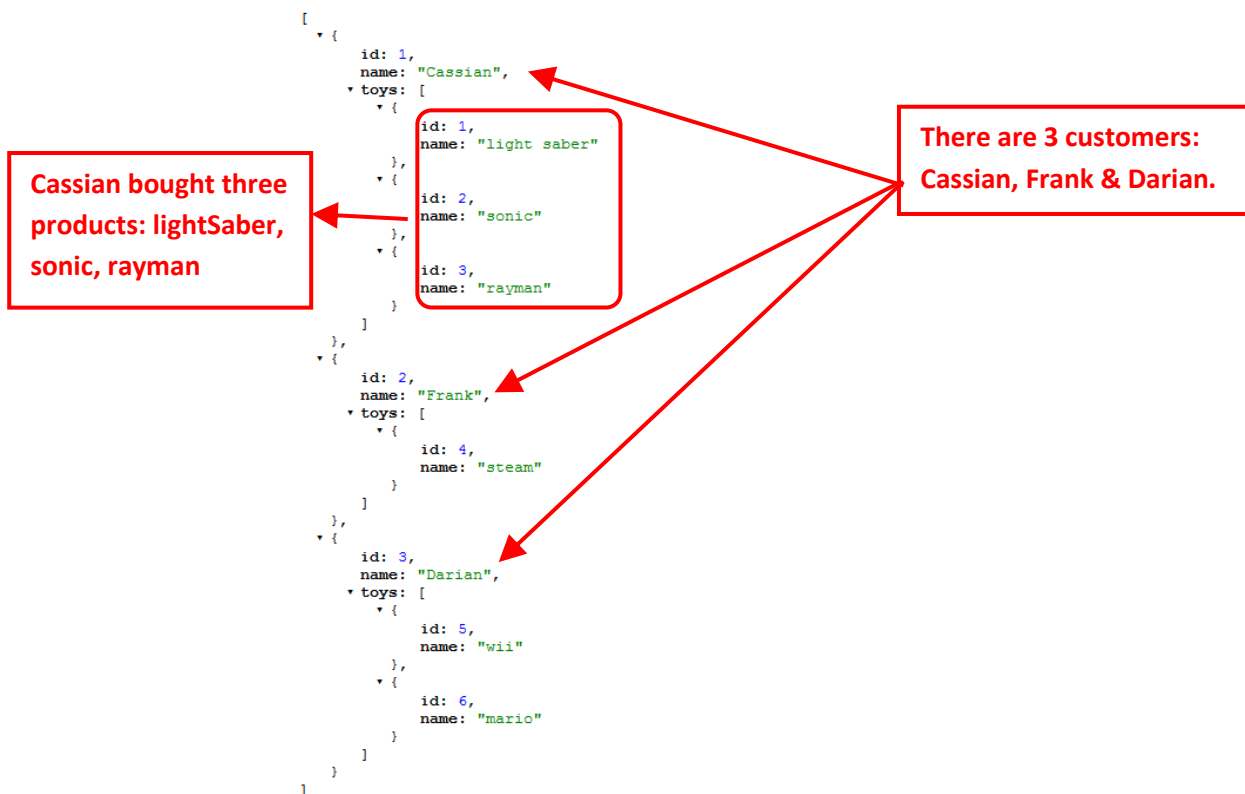 [
▾ {
id: 1,
name: "Cassian",
▾ toys: [
▾ {
id: 1,
name: "light saber"
},
▾ {
id: 2,
name: "sonic"
},
▾ {
id: 3,
name: "rayman"
}
]
},
▾ {
id: 2,
name: "Frank",
▾ toys: [
▾ {
id: 4,
name: "steam"
}
]
},
▾ {
id: 3,
name: "Darian",
▾ toys: [
▾ {
id: 5,
name: "wii"
},
▾ {
id: 6,
name: "mario"
}
]
}
]
Cassian bought three
products: lightSaber,
sonic, rayman
There are 3 customers:
Cassian, Frank & Darian.